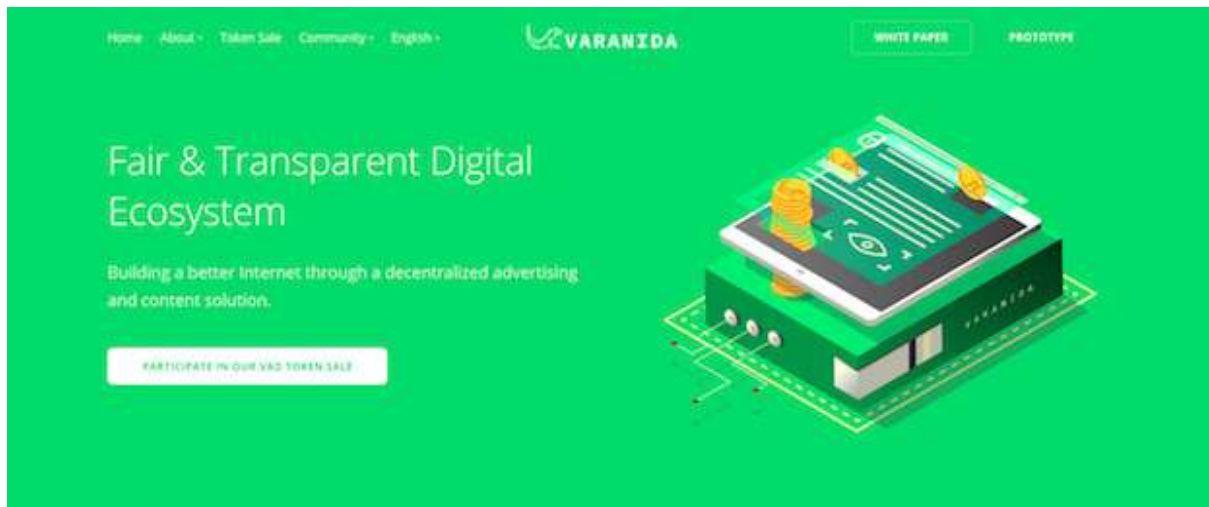 Home About Token Sale Community English
VARANIDA
WHITE PAPER PROTOTYPE
Fair & Transparent Digital
Ecosystem
Building a better Internet through a decentralized advertising
and content solution.
PARTICIPATE IN OUR VAD TOKEN SALE
VARANIDA